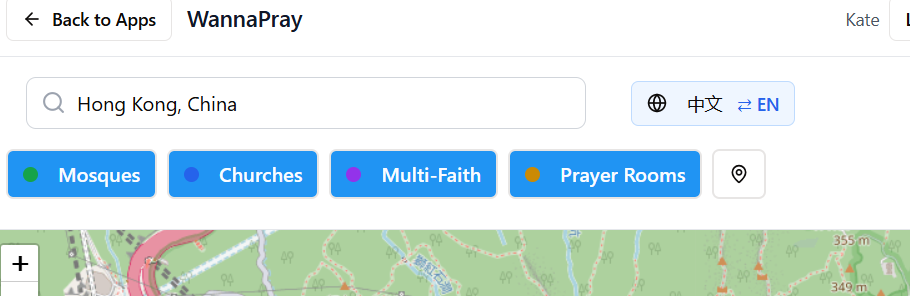 Back to Apps WannaPray Kate
Hong Kong, China 中文 ⇄ EN
Mosques Churches Multi-Faith Prayer Rooms
355 m
+
349 m